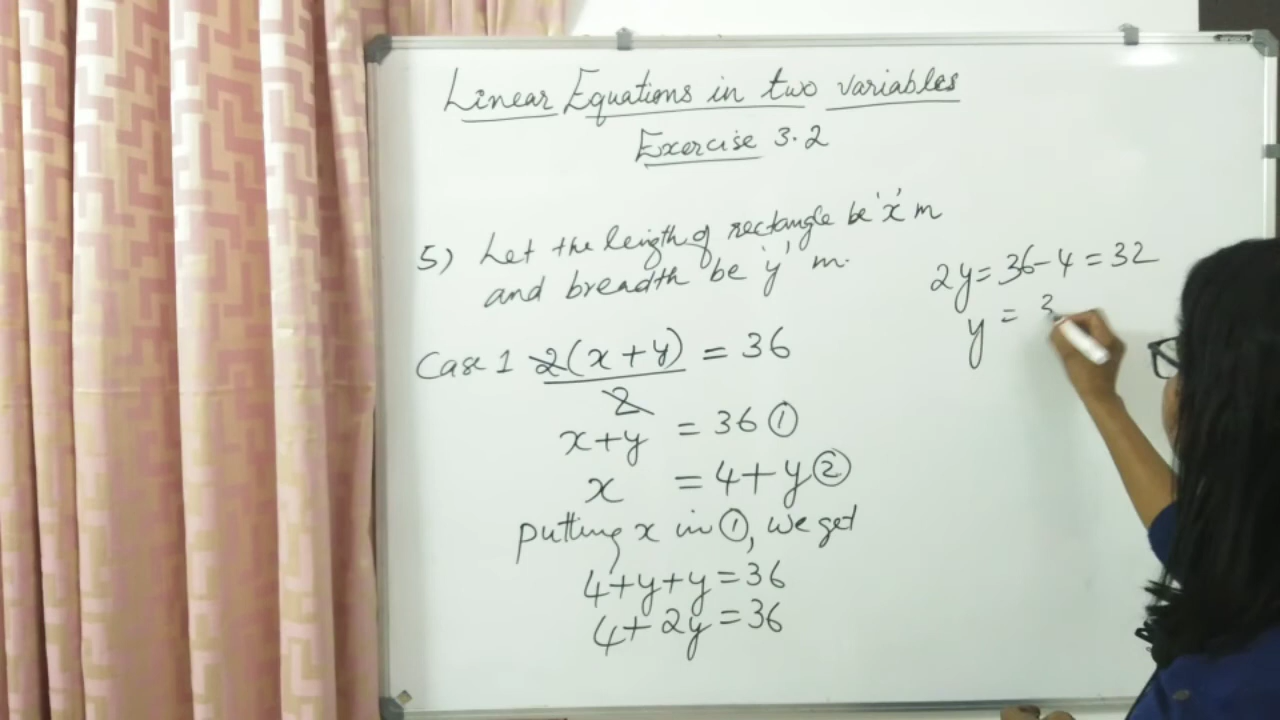 Linear Equations in two variables
Exercise 3.2
5) Let the length of rectangle be 'x' m
and breadth be 'y' m.
Case 1 2(x+y)/2 = 36
x+y = 36 ①
x = 4+y ②
putting x in ①, we get
4+y+y=36
4+2y=36
2y=36-4=32
y = 3